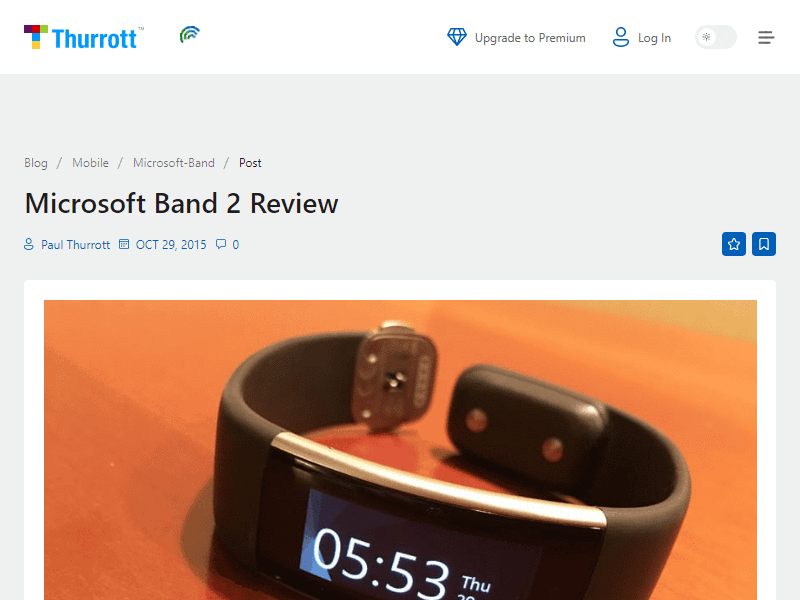 Thurrott™
Upgrade to Premium
Log In
Blog / Mobile / Microsoft-Band / Post
Microsoft Band 2 Review
Paul Thurrott OCT 29, 2015 0
05:53 Thu